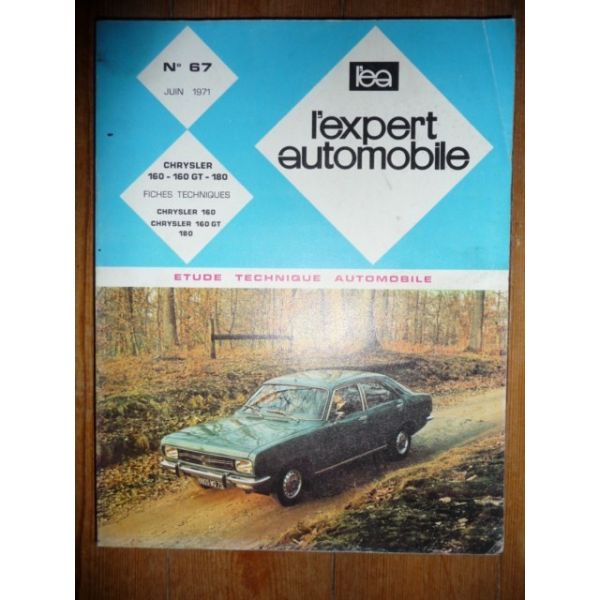 N° 67
JUIN 1971
CHRYSLER
160 - 160 GT - 180
FICHES TECHNIQUES
CHRYSLER 160
CHRYSLER 160 GT
180
l'ea
l'expert
automobile
ETUDE TECHNIQUE AUTOMOBILE